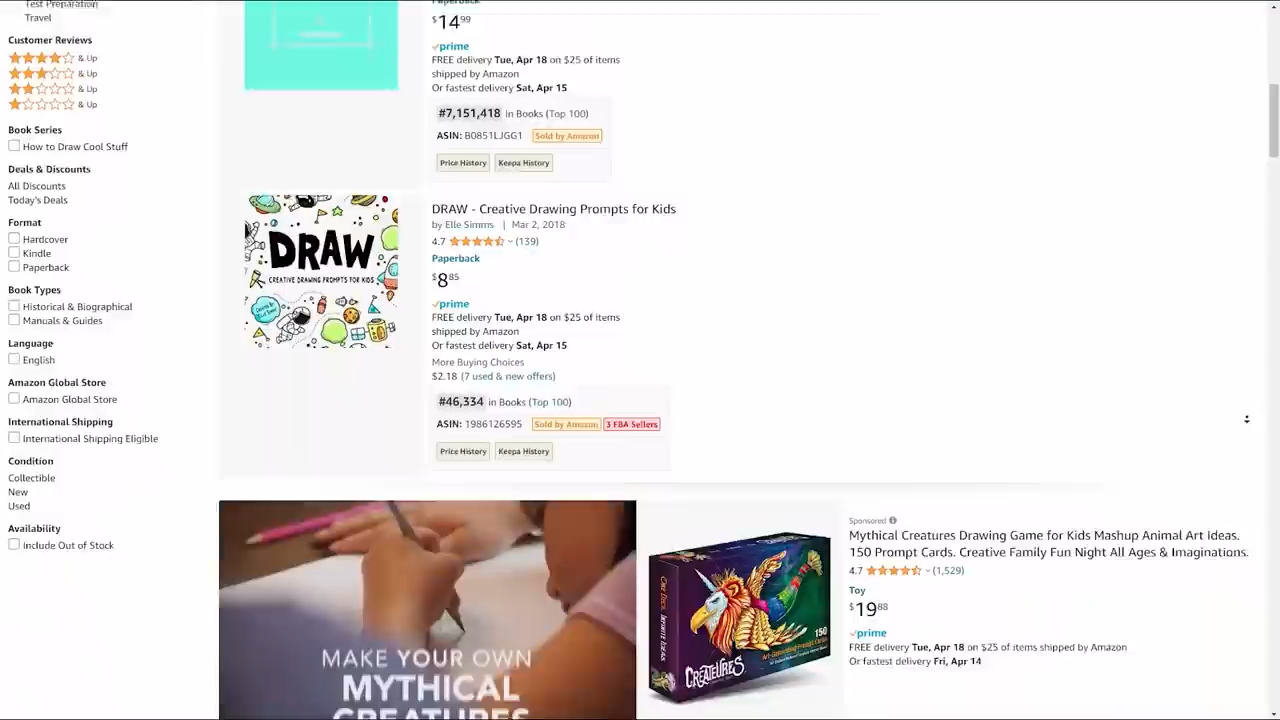 Test Preparation
Travel
Customer Reviews
& Up
& Up
& Up
& Up
Book Series
How to Draw Cool Stuff
Deals & Discounts
All Discounts
Today's Deals
Format
Hardcover
Kindle
Paperback
Book Types
Historical & Biographical
Manuals & Guides
Language
English
Amazon Global Store
Amazon Global Store
International Shipping
International Shipping Eligible
Condition
Collectible
New
Used
Availability
Include Out of Stock
Paperback
$14 99
prime
FREE delivery Tue, Apr 18 on $25 of items
shipped by Amazon
Or fastest delivery Sat, Apr 15
#7,151,418 in Books (Top 100)
ASIN: B0851LJGG1 Sold by Amazon
Price History Keepa History
DRAW
CREATIVE DRAWING PROMPTS FOR KIDS
DRAW - Creative Drawing Prompts for Kids
by Elle Simms | Mar 2, 2018
4.7 (139)
Paperback
$8 85
prime
FREE delivery Tue, Apr 18 on $25 of items
shipped by Amazon
Or fastest delivery Sat, Apr 15
More Buying Choices
$2.18 (7 used & new offers)
#46,334 in Books (Top 100)
ASIN: 1986126595 Sold by Amazon 3 FBA Sellers
Price History Keepa History
MAKE YOUR OWN
MYTHICAL
CREATURES
150
CREATURES
Sponsored
Mythical Creatures Drawing Game for Kids Mashup Animal Art Ideas.
150 Prompt Cards. Creative Family Fun Night All Ages & Imaginations.
4.7 (1,529)
Toy
$19 88
prime
FREE delivery Tue, Apr 18 on $25 of items shipped by Amazon
Or fastest delivery Fri, Apr 14